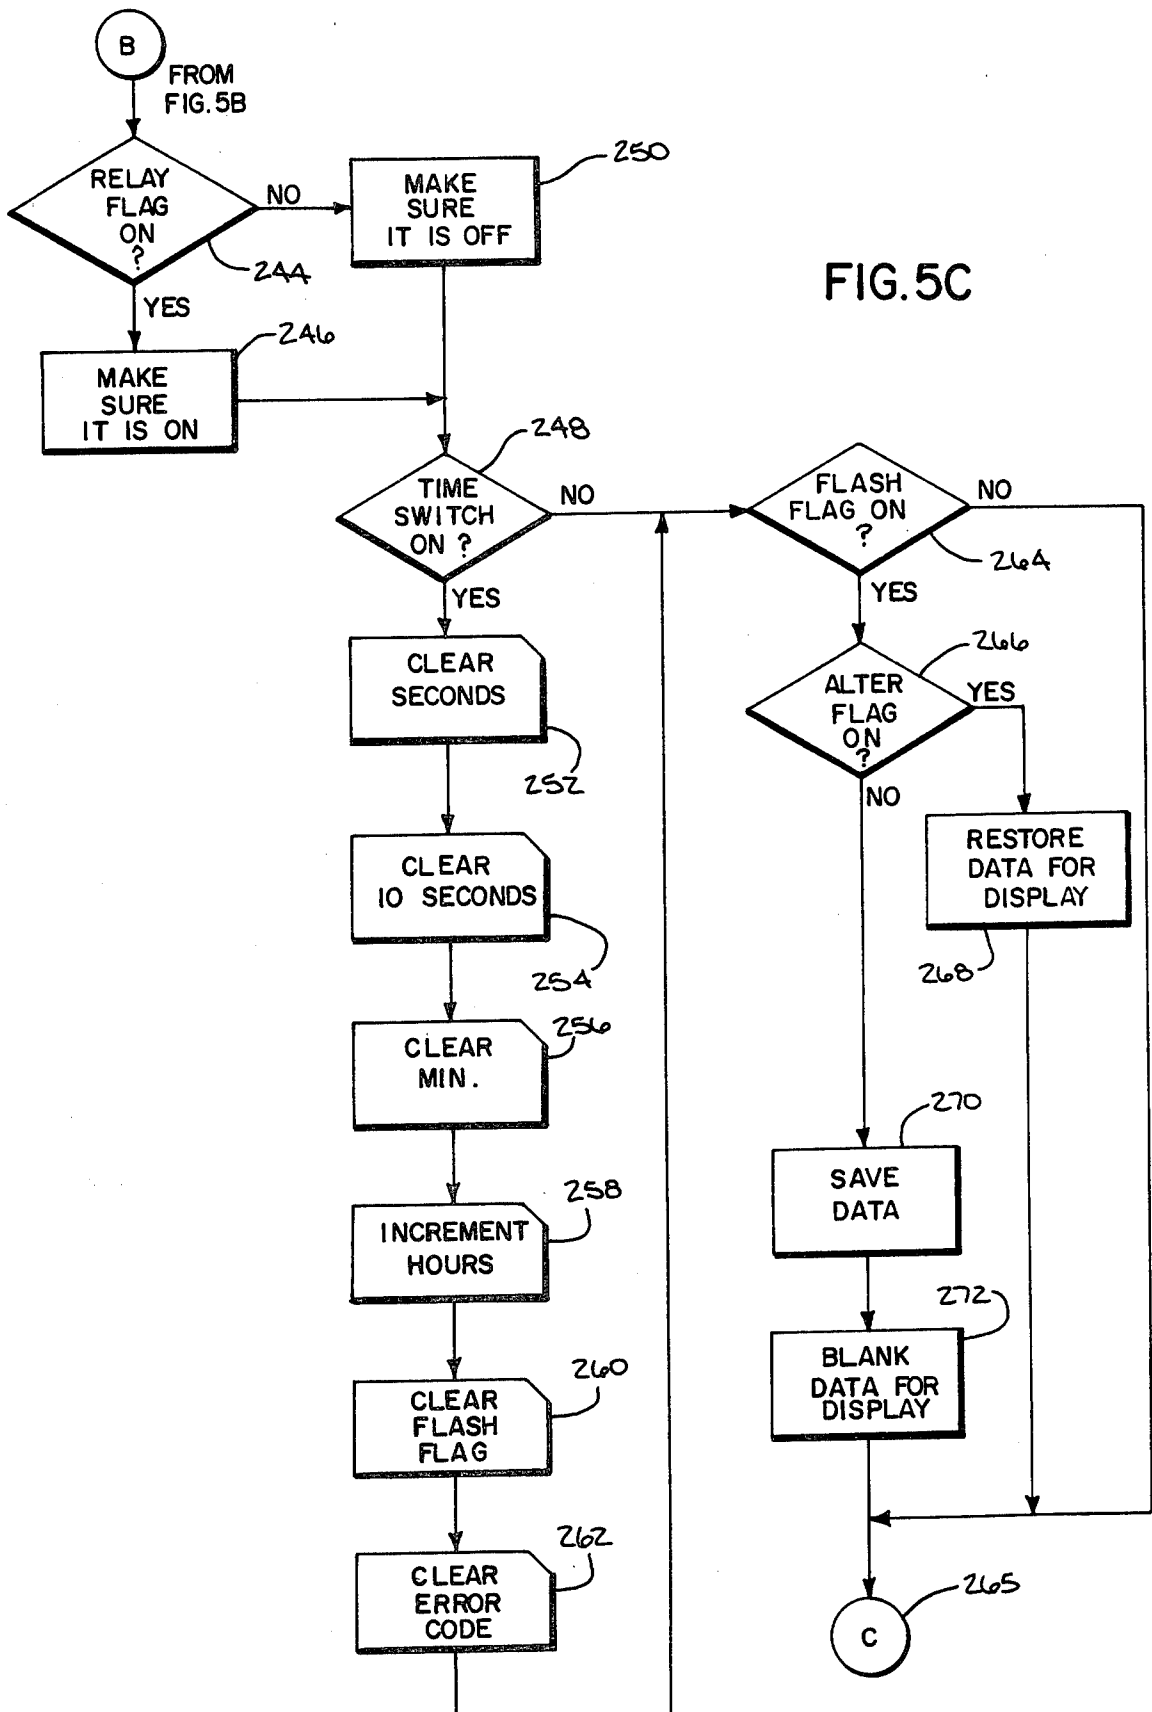 B
FROM
FIG. 5B
RELAY
FLAG
ON
?
NO
244
YES
MAKE
SURE
IT IS OFF
250
FIG. 5C
246
MAKE
SURE
IT IS ON
248
TIME
SWITCH
ON ?
NO
YES
CLEAR
SECONDS
252
CLEAR
10 SECONDS
254
CLEAR
MIN.
256
INCREMENT
HOURS
258
CLEAR
FLASH
FLAG
260
CLEAR
ERROR
CODE
262
FLASH
FLAG ON
?
NO
264
YES
266
ALTER
FLAG
ON
?
YES
NO
RESTORE
DATA FOR
DISPLAY
268
270
SAVE
DATA
272
BLANK
DATA FOR
DISPLAY
265
C